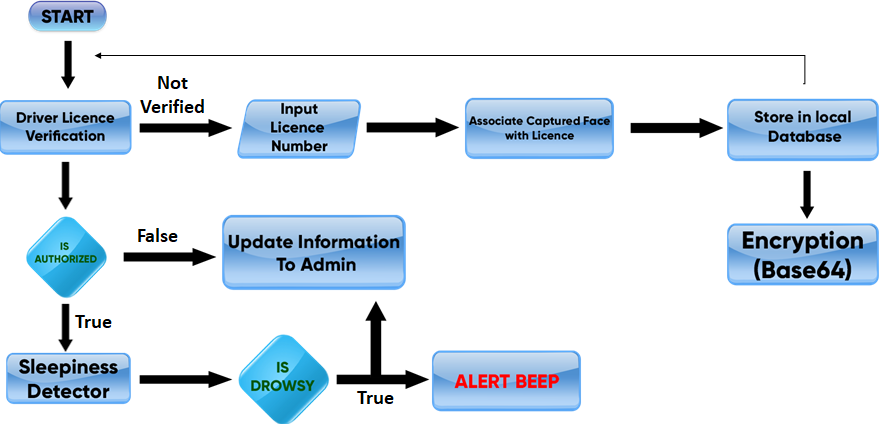 START
Not
Verified
Driver Licence
Verification
Input
Licence
Number
Associate Captured Face
with Licence
Store in local
Database
IS
AUTHORIZED
False
Update Information
To Admin
Encryption
(Base64)
True
Sleepiness
Detector
IS
DROWSY
True
ALERT BEEP